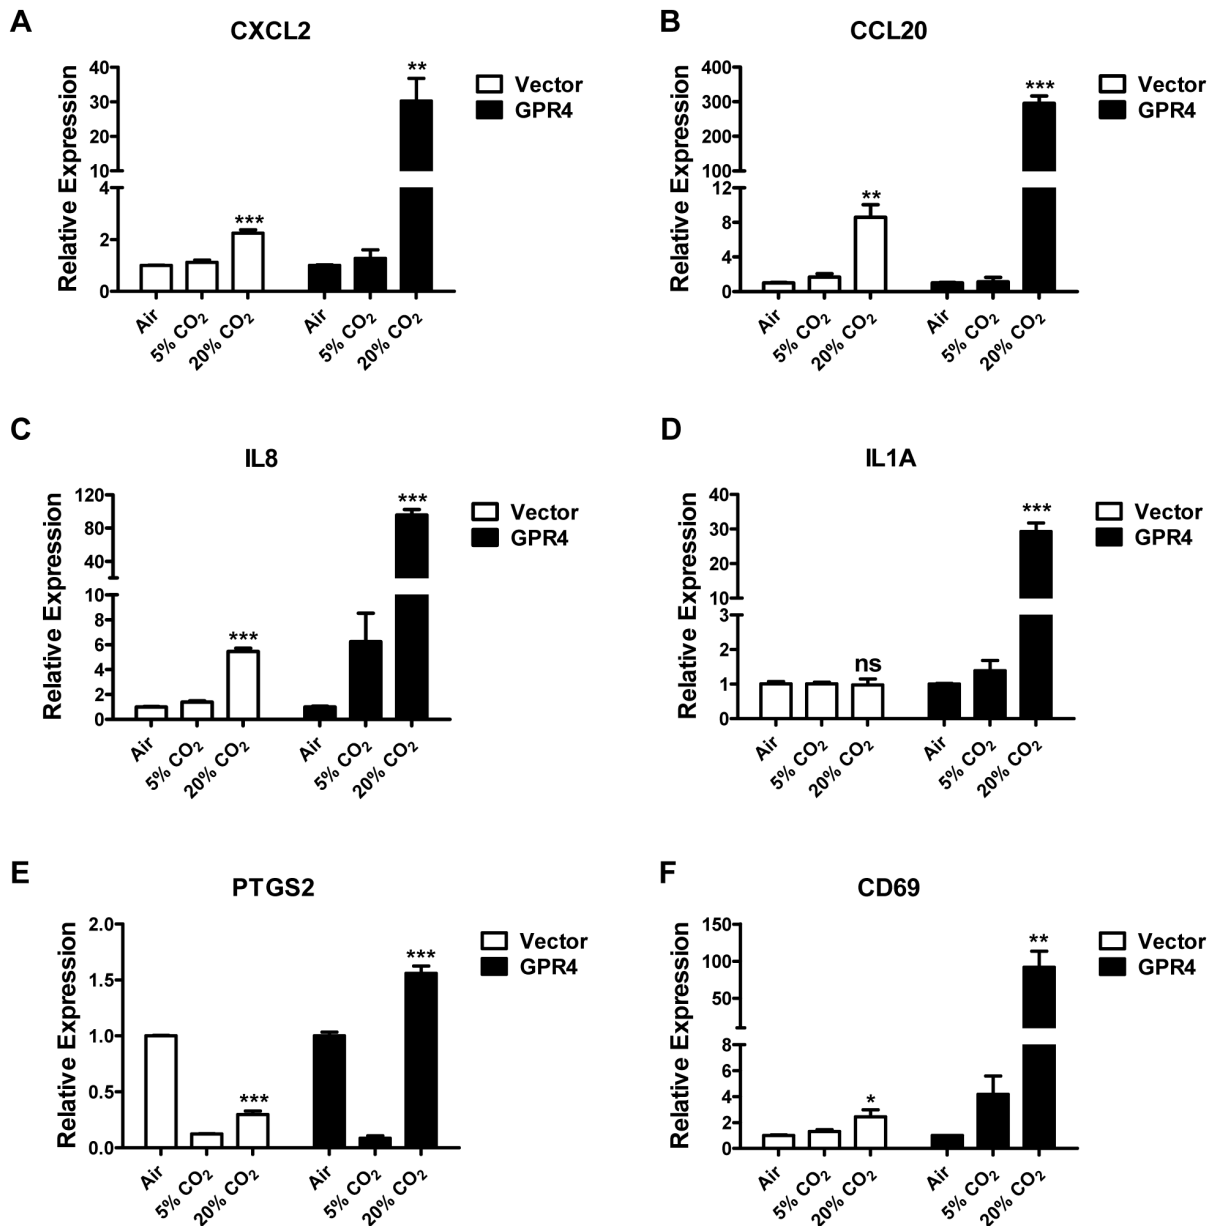 A
CXCL2
Relative Expression
40
30
20
10
4
2
0
**
***
Vector
GPR4
Air
5% CO₂
20% CO₂
Air
5% CO₂
20% CO₂
B
CCL20
Relative Expression
400
300
200
100
12
8
4
0
***
**
Vector
GPR4
Air
5% CO₂
20% CO₂
Air
5% CO₂
20% CO₂
C
IL8
Relative Expression
120
80
40
10
8
6
4
2
0
***
***
Vector
GPR4
Air
5% CO₂
20% CO₂
Air
5% CO₂
20% CO₂
D
IL1A
Relative Expression
40
30
20
10
3
2
1
0
***
ns
Vector
GPR4
Air
5% CO₂
20% CO₂
Air
5% CO₂
20% CO₂
E
PTGS2
Relative Expression
2.0
1.5
1.0
0.5
0.0
***
***
Vector
GPR4
Air
5% CO₂
20% CO₂
Air
5% CO₂
20% CO₂
F
CD69
Relative Expression
150
100
50
8
6
4
2
0
**
*
Vector
GPR4
Air
5% CO₂
20% CO₂
Air
5% CO₂
20% CO₂